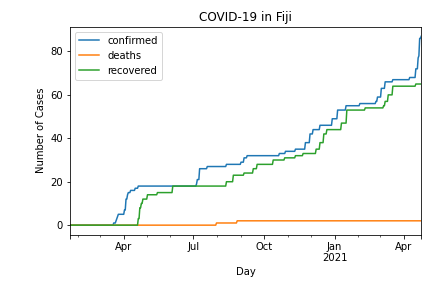 COVID-19 in Fiji
confirmed
deaths
recovered
Number of Cases
80
60
40
20
0
Apr
Jul
Oct
Jan
2021
Apr
Day